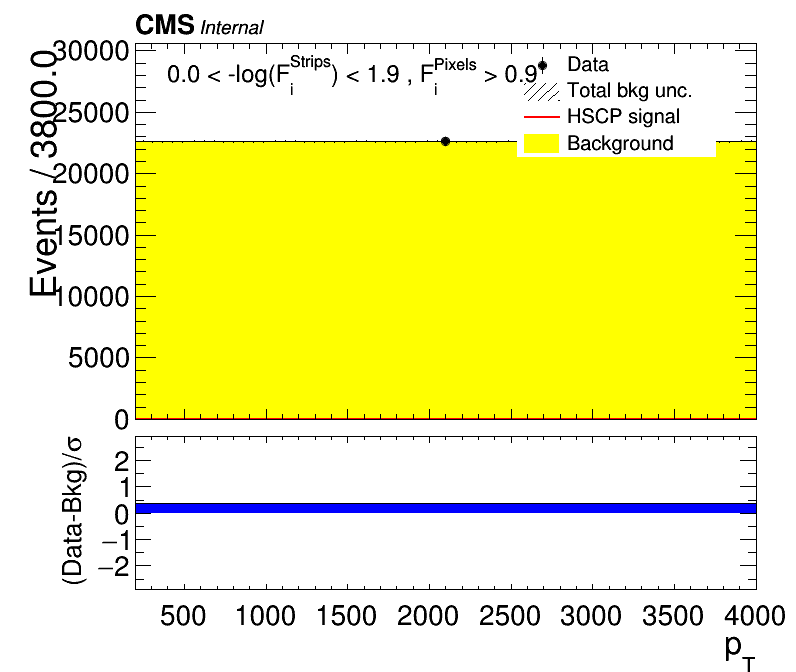 CMS Internal
30000
25000
20000
15000
10000
5000
0
Events / 3800.0
0.0 < -log(F_i^Strips) < 1.9 , F_i^Pixels > 0.9
Data
Total bkg unc.
HSCP signal
Background
2
1
0
−1
−2
(Data-Bkg)/σ
500 1000 1500 2000 2500 3000 3500 4000
p_T